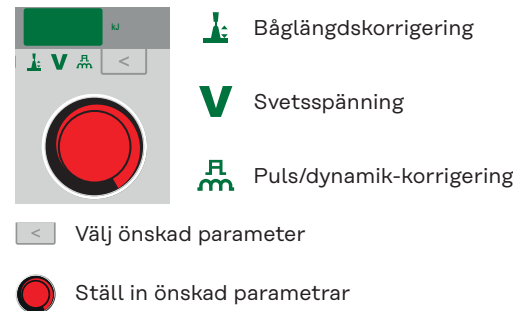 kJ
V
<
Båglängdskorrigering
V Svetsspänning
Puls/dynamik-korrigering
< Välj önskad parameter
Ställ in önskad parametrar